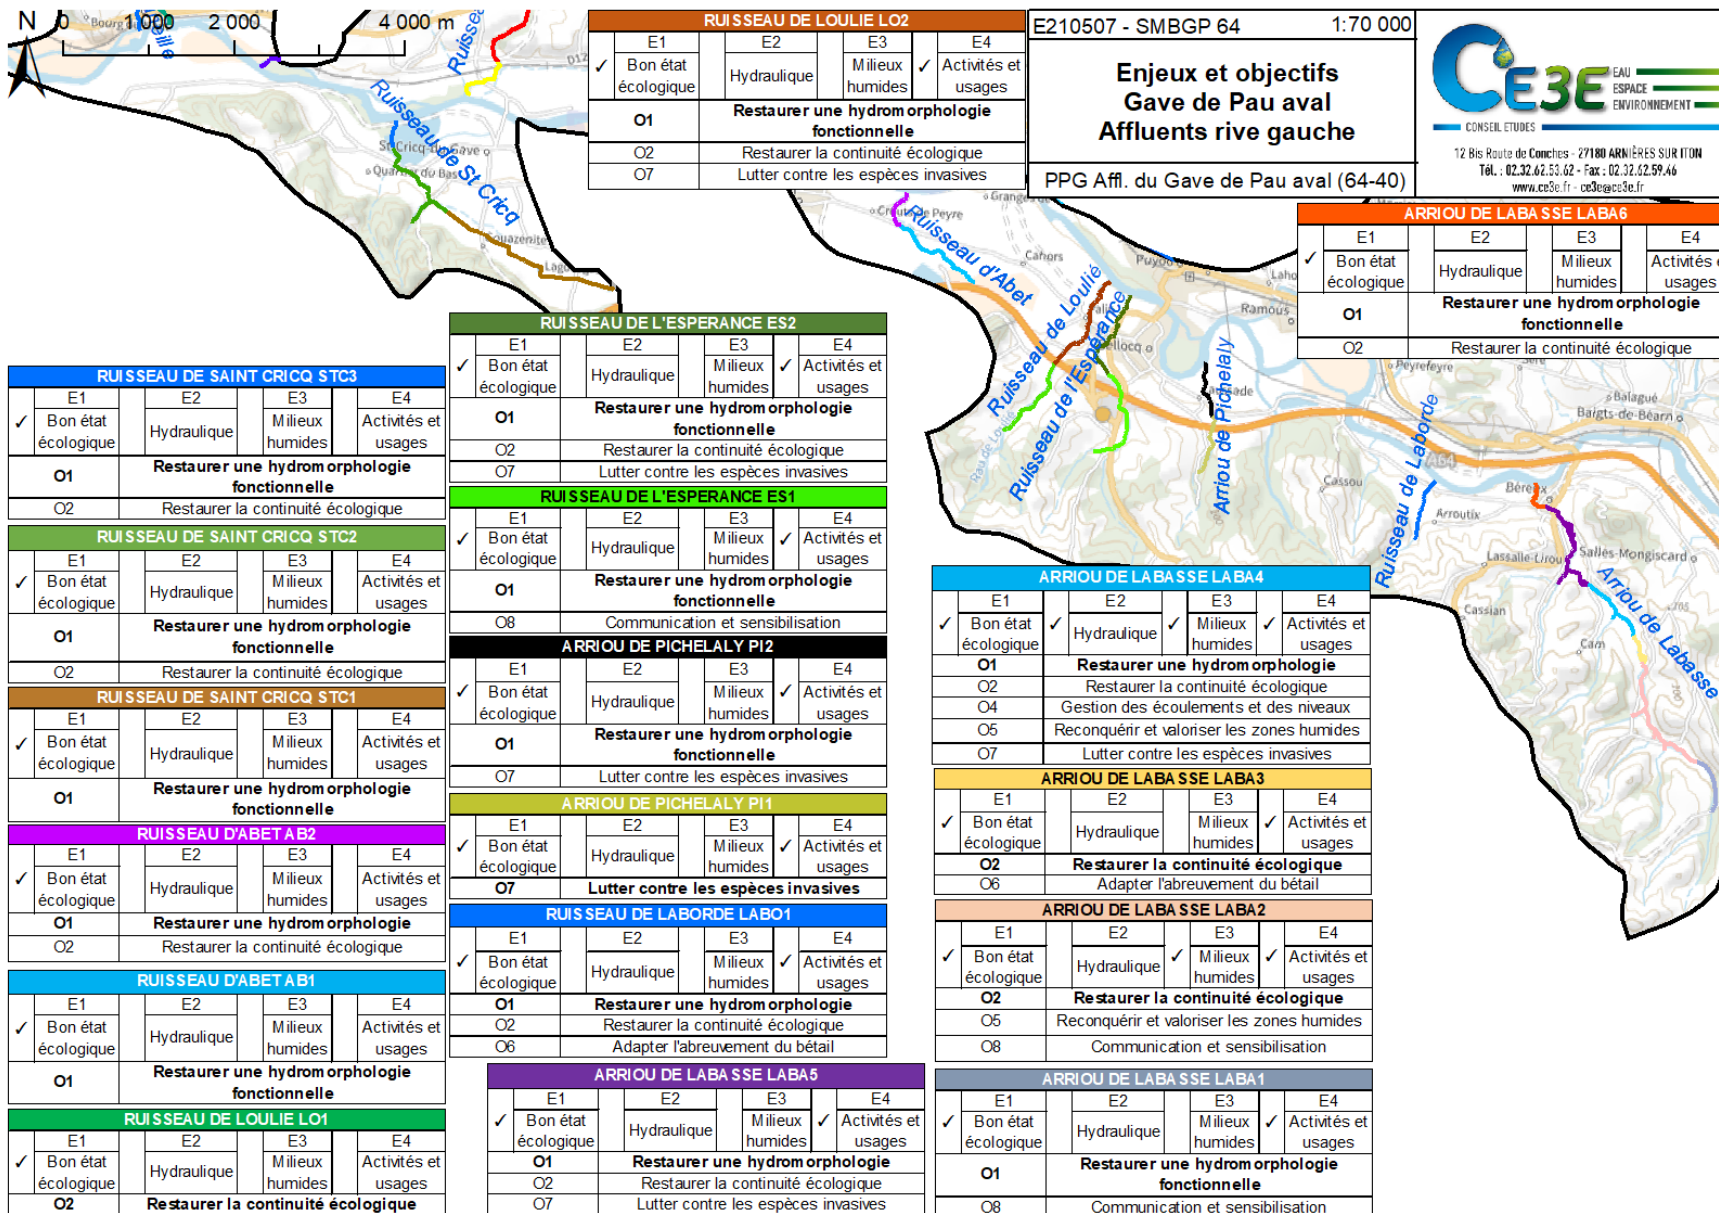 N
0 1 000 2 000 4 000 m
RUISSEAU DE LOULIE LO2
E1 E2 E3 E4
✓ Bon état écologique Hydraulique Milieux humides ✓ Activités et usages
O1 Restaurer une hydromorphologie fonctionnelle
O2 Restaurer la continuité écologique
O7 Lutter contre les espèces invasives
E210507 - SMBGP 64 1:70 000
Enjeux et objectifs
Gave de Pau aval
Affluents rive gauche
PPG Affl. du Gave de Pau aval (64-40)
CE3E
EAU
ESPACE
ENVIRONNEMENT
CONSEIL ETUDES
12 Bis Route de Conches - 27180 ARNIÈRES SUR ITON
Tél. : 02.32.62.53.62 - Fax : 02.32.62.59.46
www.ce3e.fr - ce3e@ce3e.fr
ARRIOU DE LABASSE LABA6
E1 E2 E3 E4
✓ Bon état écologique Hydraulique Milieux humides Activités usages
O1 Restaurer une hydromorphologie fonctionnelle
O2 Restaurer la continuité écologique
Ruisseau de St Cricq
St-Cricq-du-Gave
Quartier du Bas
Ruisseau d'Abet
Cahors
Puyoo
Ramous
Ruisseau de Loulié
Ruisseau de l'Esperance
Arriou de Pichelaly
Ruisseau de Laborde
Arriou de Labasse
Peyrefeyre
Balagué
Baigts-de-Béarn
A64
Cassou
Arroutix
Bérenx
Lassalle-Lirou
Salles-Mongiscard
Cassian
Cam
RUISSEAU DE L'ESPERANCE ES2
E1 E2 E3 E4
✓ Bon état écologique Hydraulique Milieux humides ✓ Activités et usages
O1 Restaurer une hydromorphologie fonctionnelle
O2 Restaurer la continuité écologique
O7 Lutter contre les espèces invasives
RUISSEAU DE L'ESPERANCE ES1
E1 E2 E3 E4
✓ Bon état écologique Hydraulique Milieux humides ✓ Activités et usages
O1 Restaurer une hydromorphologie fonctionnelle
O8 Communication et sensibilisation
ARRIOU DE PICHELALY PI2
E1 E2 E3 E4
✓ Bon état écologique Hydraulique Milieux humides ✓ Activités et usages
O1 Restaurer une hydromorphologie fonctionnelle
O7 Lutter contre les espèces invasives
ARRIOU DE PICHELALY PI1
E1 E2 E3 E4
✓ Bon état écologique Hydraulique Milieux humides ✓ Activités et usages
O7 Lutter contre les espèces invasives
RUISSEAU DE LABORDE LABO1
E1 E2 E3 E4
✓ Bon état écologique Hydraulique Milieux humides ✓ Activités et usages
O1 Restaurer une hydromorphologie
O2 Restaurer la continuité écologique
O6 Adapter l'abreuvement du bétail
RUISSEAU DE SAINT CRICQ STC3
E1 E2 E3 E4
✓ Bon état écologique Hydraulique Milieux humides Activités et usages
O1 Restaurer une hydromorphologie fonctionnelle
O2 Restaurer la continuité écologique
RUISSEAU DE SAINT CRICQ STC2
E1 E2 E3 E4
✓ Bon état écologique Hydraulique Milieux humides Activités et usages
O1 Restaurer une hydromorphologie fonctionnelle
O2 Restaurer la continuité écologique
RUISSEAU DE SAINT CRICQ STC1
E1 E2 E3 E4
✓ Bon état écologique Hydraulique Milieux humides Activités et usages
O1 Restaurer une hydromorphologie fonctionnelle
RUISSEAU D'ABET AB2
E1 E2 E3 E4
✓ Bon état écologique Hydraulique Milieux humides Activités et usages
O1 Restaurer une hydromorphologie
O2 Restaurer la continuité écologique
RUISSEAU D'ABET AB1
E1 E2 E3 E4
✓ Bon état écologique Hydraulique Milieux humides Activités et usages
O1 Restaurer une hydromorphologie fonctionnelle
RUISSEAU DE LOULIE LO1
E1 E2 E3 E4
✓ Bon état écologique Hydraulique Milieux humides Activités et usages
O2 Restaurer la continuité écologique
ARRIOU DE LABASSE LABA5
E1 E2 E3 E4
✓ Bon état écologique Hydraulique Milieux humides ✓ Activités et usages
O1 Restaurer une hydromorphologie
O2 Restaurer la continuité écologique
O7 Lutter contre les espèces invasives
ARRIOU DE LABASSE LABA4
E1 E2 E3 E4
✓ Bon état écologique ✓ Hydraulique ✓ Milieux humides ✓ Activités et usages
O1 Restaurer une hydromorphologie
O2 Restaurer la continuité écologique
O4 Gestion des écoulements et des niveaux
O5 Reconquérir et valoriser les zones humides
O7 Lutter contre les espèces invasives
ARRIOU DE LABASSE LABA3
E1 E2 E3 E4
✓ Bon état écologique Hydraulique Milieux humides ✓ Activités et usages
O2 Restaurer la continuité écologique
O6 Adapter l'abreuvement du bétail
ARRIOU DE LABASSE LABA2
E1 E2 E3 E4
✓ Bon état écologique Hydraulique ✓ Milieux humides ✓ Activités et usages
O2 Restaurer la continuité écologique
O5 Reconquérir et valoriser les zones humides
O8 Communication et sensibilisation
ARRIOU DE LABASSE LABA1
E1 E2 E3 E4
✓ Bon état écologique Hydraulique Milieux humides ✓ Activités et usages
O1 Restaurer une hydromorphologie fonctionnelle
O8 Communication et sensibilisation